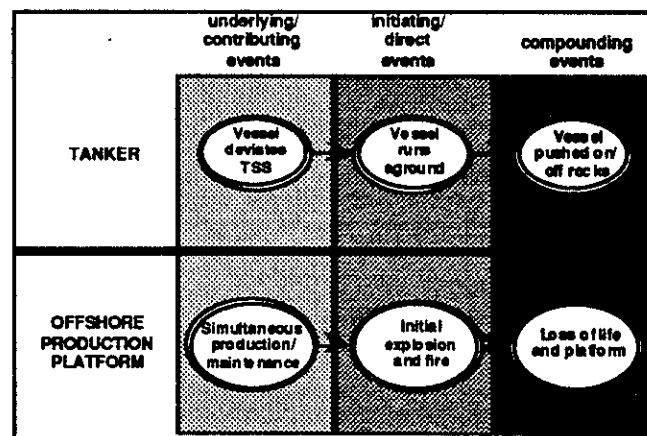 underlying/
contributing
events
initiating/
direct
events
compounding
events
TANKER
Vessel
deviates
TSS
Vessel
runs
aground
Vessel
pushed on/
off rocks
OFFSHORE
PRODUCTION
PLATFORM
Simultaneous
production/
maintenance
Initial
explosion
and fire
Loss of life
and platform